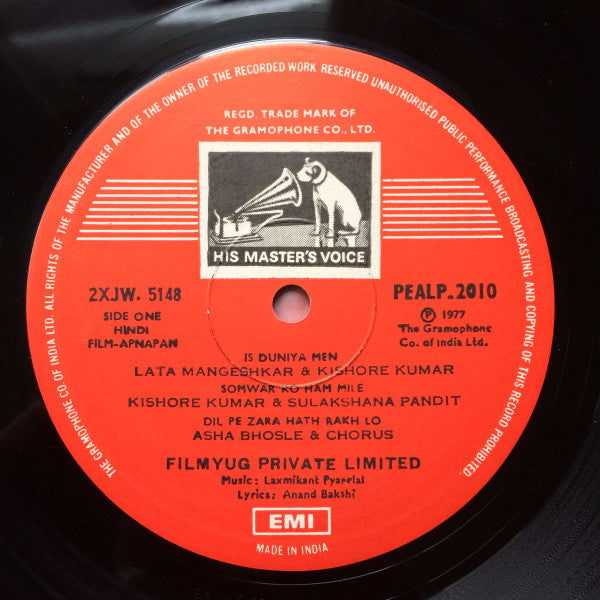 THE GRAMOPHONE CO. OF INDIA LTD. ALL RIGHTS OF THE MANUFACTURER AND OF THE OWNER OF THE RECORDED WORK RESERVED UNAUTHORISED PUBLIC PERFORMANCE BROADCASTING AND COPYING OF THIS RECORD PROHIBITED.
REGD. TRADE MARK OF
THE GRAMOPHONE CO., LTD.
HIS MASTER'S VOICE
2XJW. 5148
SIDE ONE
HINDI
FILM-APNAPAN
PEALP.2010
Ⓟ 1977
The Gramophone
Co. of India Ltd.
IS DUNIYA MEN
LATA MANGESHKAR & KISHORE KUMAR
SOMWAR KO HAM MILE
KISHORE KUMAR & SULAKSHANA PANDIT
DIL PE ZARA HATH RAKH LO
ASHA BHOSLE & CHORUS
FILMYUG PRIVATE LIMITED
Music: Laxmikant Pyarelal
Lyrics: Anand Bakshi
EMI
MADE IN INDIA